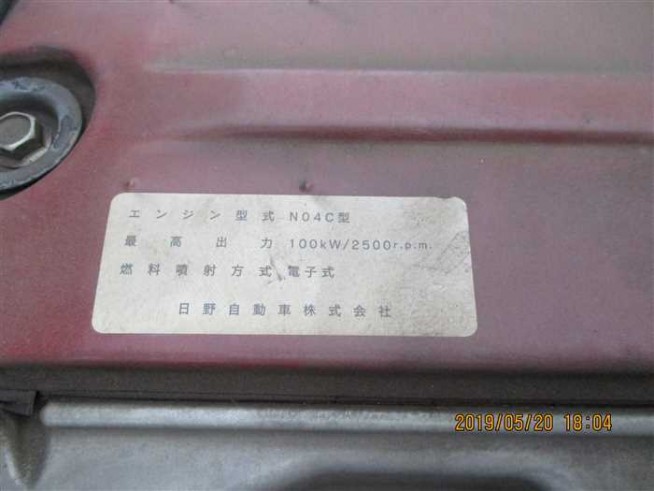 エンジン型式 N04C型
最高出力 100kW/2500r.p.m.
燃料噴射方式 電子式
日野自動車株式会社
2019/05/20 18:04